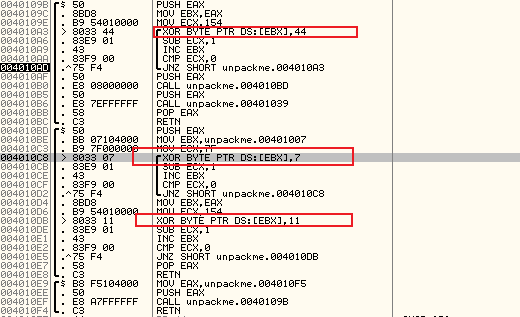 0040109B $ 50 PUSH EAX
0040109C . 8BD8 MOV EBX,EAX
0040109E . B9 54010000 MOV ECX,154
004010A3 > 8033 44 XOR BYTE PTR DS:[EBX],44
004010A6 . 83E9 01 SUB ECX,1
004010A9 . 43 INC EBX
004010AA . 83F9 00 CMP ECX,0
004010AD .^75 F4 JNZ SHORT unpackme.004010A3
004010AF . 50 PUSH EAX
004010B0 . E8 08000000 CALL unpackme.004010BD
004010B5 . 50 PUSH EAX
004010B6 . E8 7EFFFFFF CALL unpackme.00401039
004010BB . 58 POP EAX
004010BC . C3 RETN
004010BD $ 50 PUSH EAX
004010BE . BB 07104000 MOV EBX,unpackme.00401007
004010C3 . B9 7F000000 MOV ECX,7F
004010C8 > 8033 07 XOR BYTE PTR DS:[EBX],7
004010CB . 83E9 01 SUB ECX,1
004010CE . 43 INC EBX
004010CF . 83F9 00 CMP ECX,0
004010D2 .^75 F4 JNZ SHORT unpackme.004010C8
004010D4 . 8BD8 MOV EBX,EAX
004010D6 . B9 54010000 MOV ECX,154
004010DB > 8033 11 XOR BYTE PTR DS:[EBX],11
004010DE . 83E9 01 SUB ECX,1
004010E1 . 43 INC EBX
004010E2 . 83F9 00 CMP ECX,0
004010E5 .^75 F4 JNZ SHORT unpackme.004010DB
004010E7 . 58 POP EAX
004010E8 . C3 RETN
004010E9 $ B8 F5104000 MOV EAX,unpackme.004010F5
004010EE . 50 PUSH EAX
004010EF . E8 A7FFFFFF CALL unpackme.0040109B
004010F4 . C3 RETN